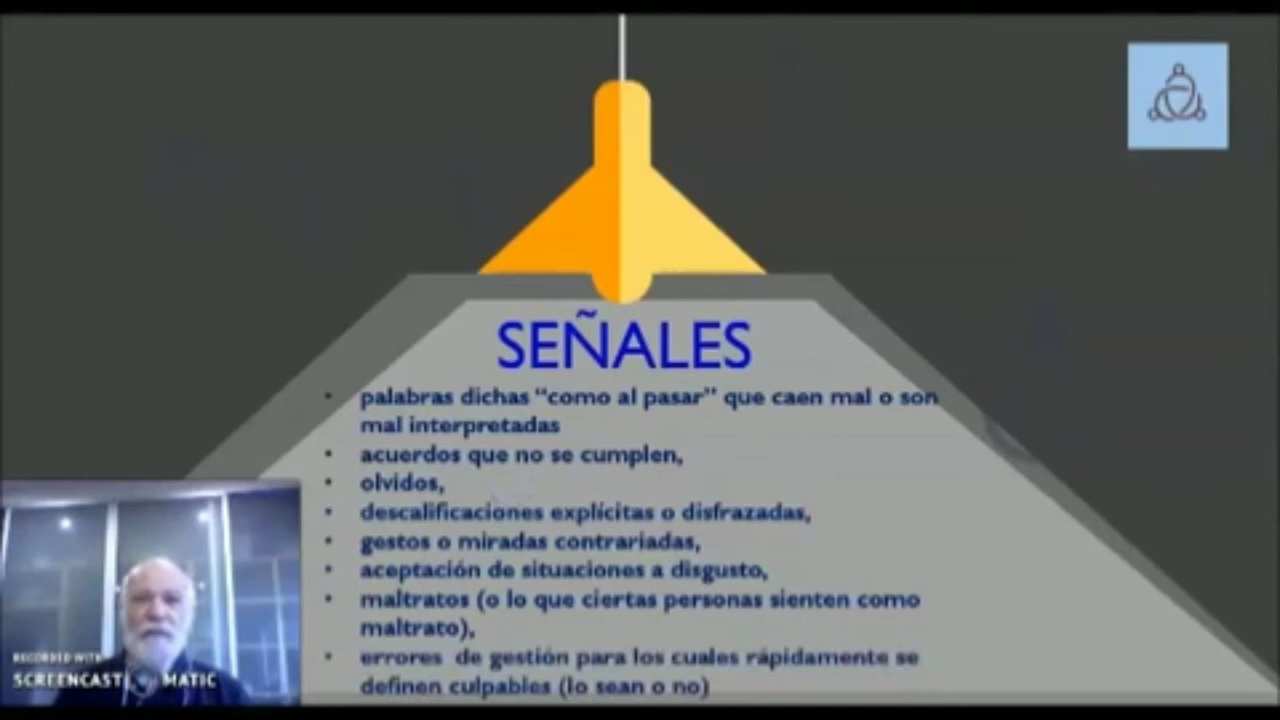 SEÑALES
• palabras dichas “como al pasar” que caen mal o son
mal interpretadas
• acuerdos que no se cumplen,
• olvidos,
• descalificaciones explícitas o disfrazadas,
• gestos o miradas contrariadas,
• aceptación de situaciones a disgusto,
• maltratos (o lo que ciertas personas sienten como
maltrato),
• errores  de gestión para los cuales rápidamente se
definen culpables (lo sean o no)
RECORDED WITH
SCREENCAST MATIC